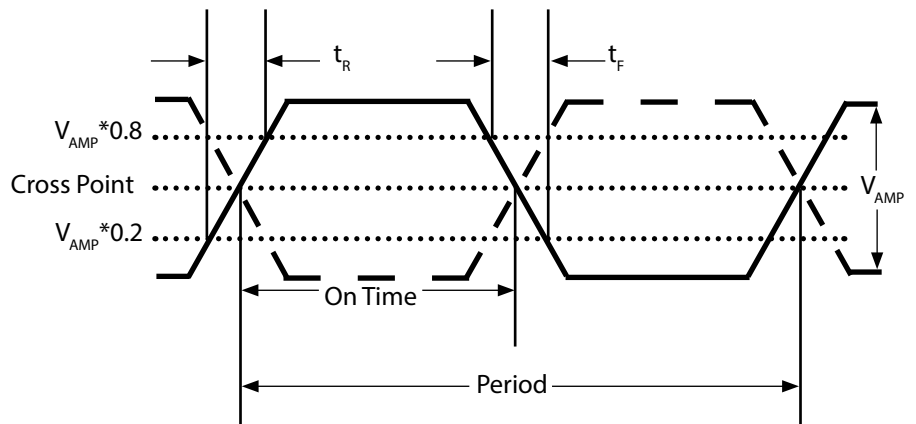 t_R
t_F
V_AMP*0.8
Cross Point
V_AMP
V_AMP*0.2
On Time
Period